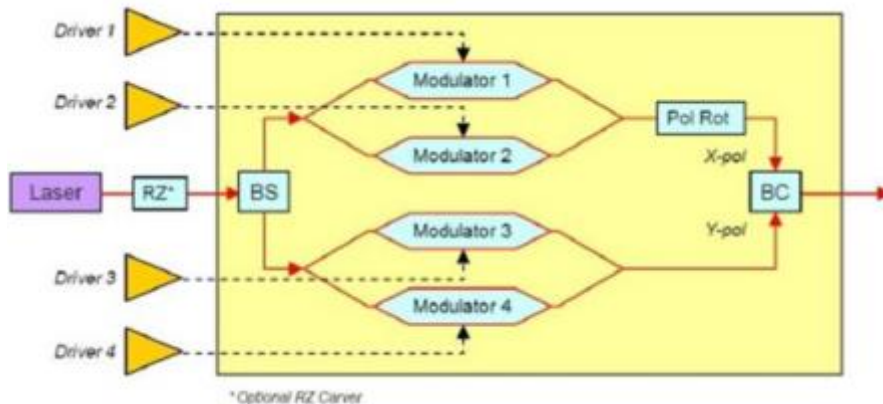 Driver 1
Modulator 1
Driver 2
Pol Rot
Modulator 2
X-pol
Laser
RZ*
BS
BC
Modulator 3
Y-pol
Driver 3
Modulator 4
Driver 4
* Optional RZ Carver